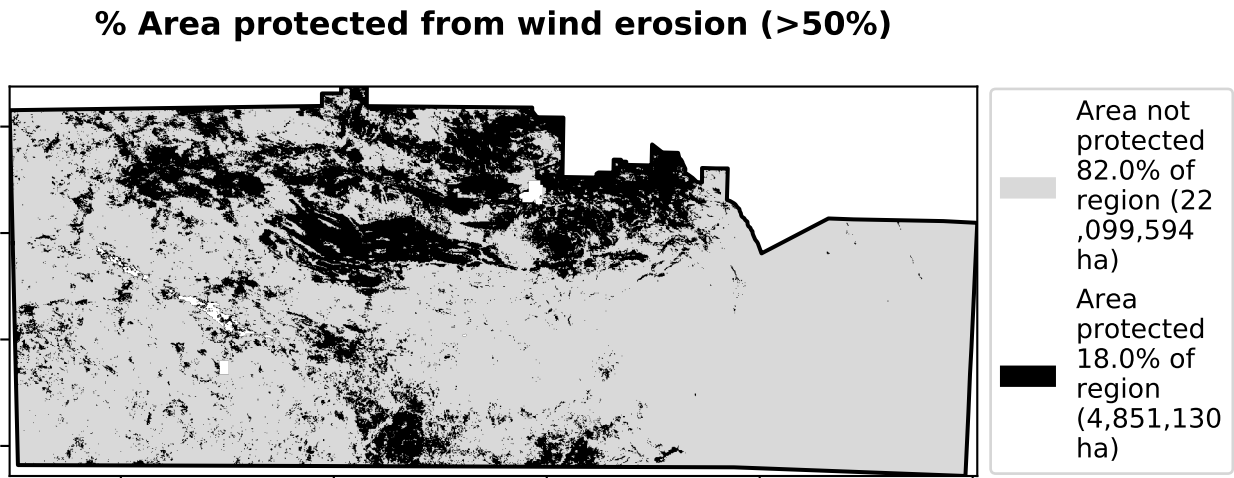 % Area protected from wind erosion (>50%)
Area not
protected
82.0% of
region (22
,099,594
ha)
Area
protected
18.0% of
region
(4,851,130
ha)